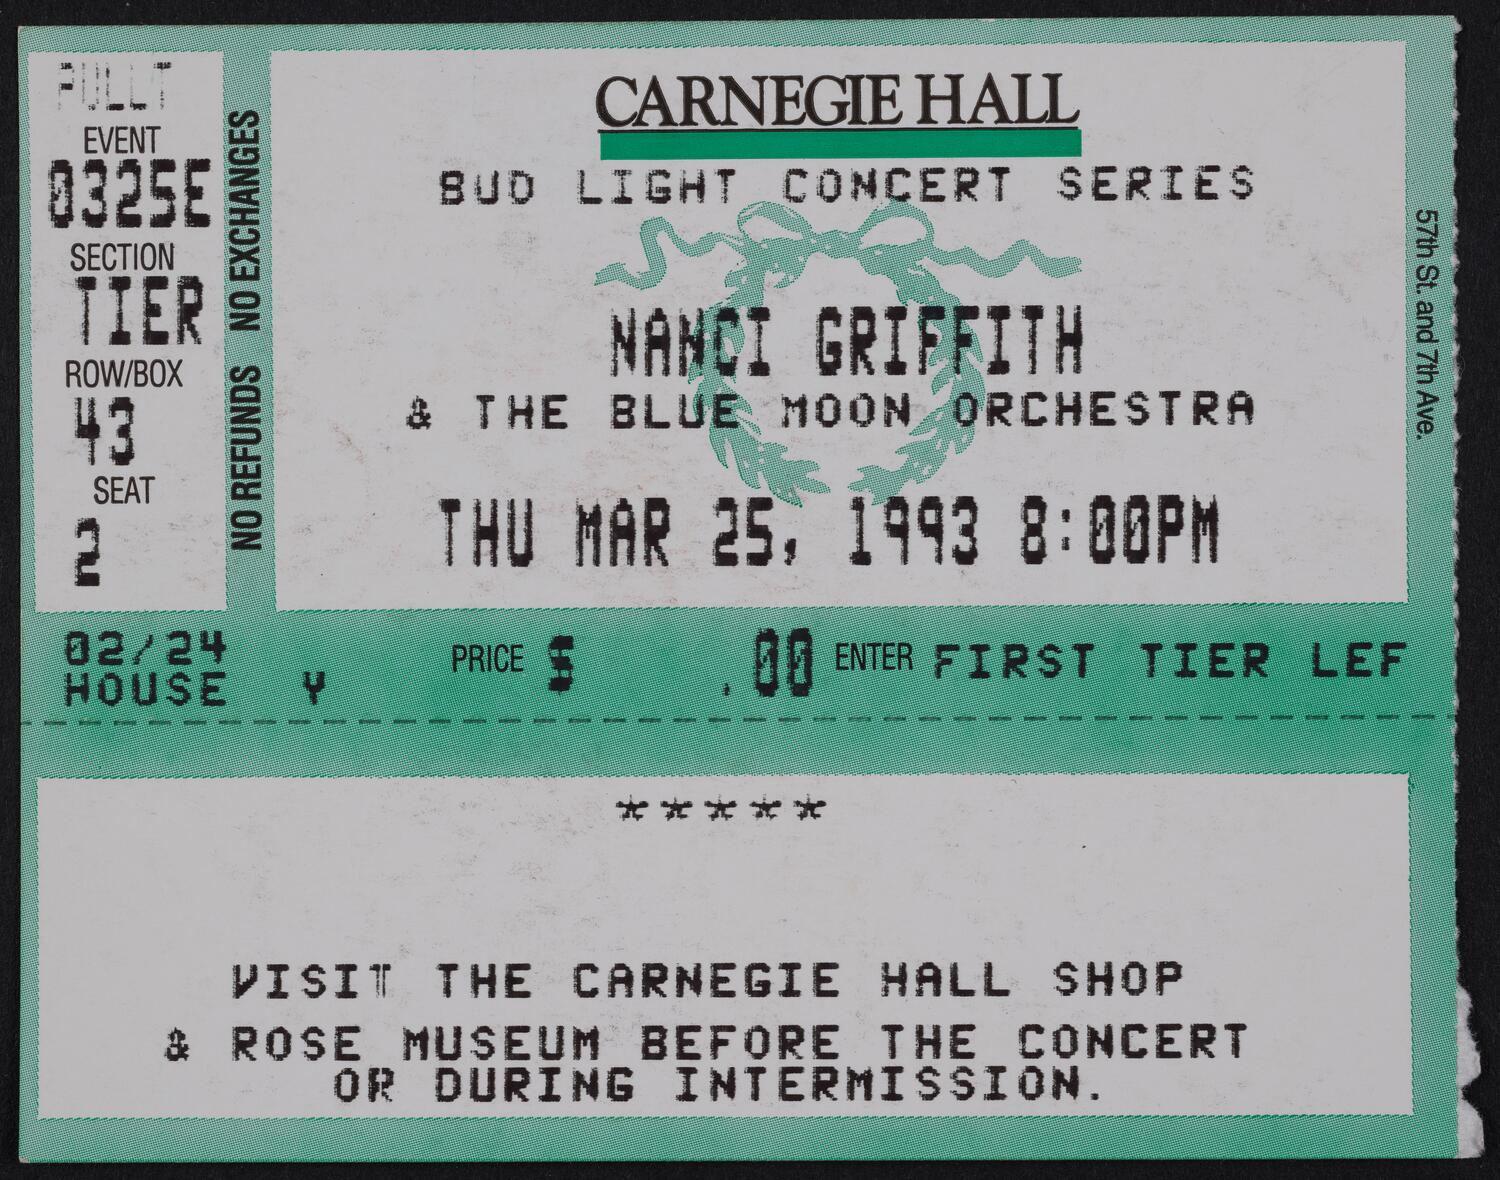 PULLT
EVENT
0325E
SECTION
TIER
ROW/BOX
43
SEAT
2
NO REFUNDS NO EXCHANGES
CARNEGIE HALL
BUD LIGHT CONCERT SERIES
NANCI GRIFFITH
& THE BLUE MOON ORCHESTRA
THU MAR 25, 1993 8:00PM
57th St. and 7th Ave.
02/24
HOUSE Y
PRICE $ .00 ENTER FIRST TIER LEF
*****
VISIT THE CARNEGIE HALL SHOP
& ROSE MUSEUM BEFORE THE CONCERT
OR DURING INTERMISSION.